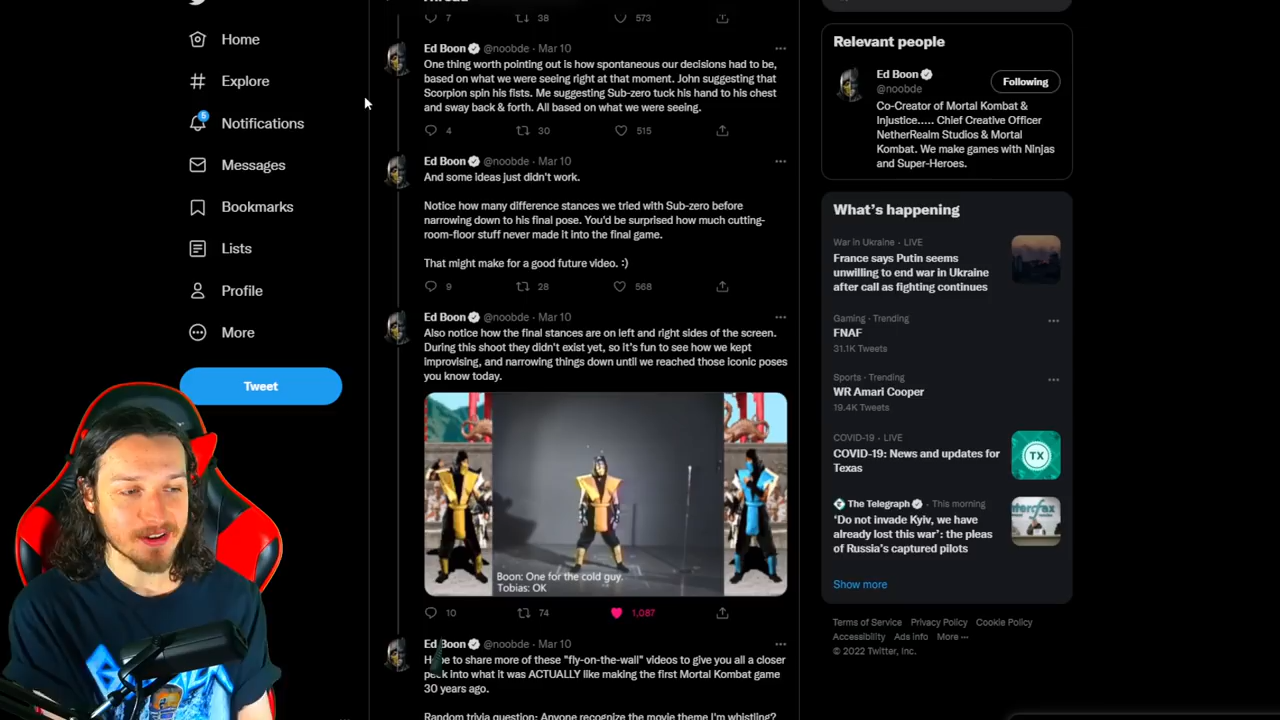 Home
Explore
5
Notifications
Messages
Bookmarks
Lists
Profile
More
Tweet
7 38 573
Ed Boon @noobde · Mar 10
One thing worth pointing out is how spontaneous our decisions had to be,
based on what we were seeing right at that moment. John suggesting that
Scorpion spin his fists. Me suggesting Sub-zero tuck his hand to his chest
and sway back & forth. All based on what we were seeing.
4 30 515
Ed Boon @noobde · Mar 10
And some ideas just didn't work.
Notice how many difference stances we tried with Sub-zero before
narrowing down to his final pose. You'd be surprised how much cutting-
room-floor stuff never made it into the final game.
That might make for a good future video. :)
9 28 568
Ed Boon @noobde · Mar 10
Also notice how the final stances are on left and right sides of the screen.
During this shoot they didn't exist yet, so it's fun to see how we kept
improvising, and narrowing things down until we reached those iconic poses
you know today.
Boon: One for the cold guy.
Tobias: OK
10 74 1,087
Ed Boon @noobde · Mar 10
Hope to share more of these "fly-on-the-wall" videos to give you all a closer
peek into what it was ACTUALLY like making the first Mortal Kombat game
30 years ago.
Random trivia question: Anyone recognize the movie theme I'm whistling?
Relevant people
Ed Boon
@noobde
Following
Co-Creator of Mortal Kombat &
Injustice..... Chief Creative Officer
NetherRealm Studios & Mortal
Kombat. We make games with Ninjas
and Super-Heroes.
What's happening
War in Ukraine · LIVE
France says Putin seems
unwilling to end war in Ukraine
after call as fighting continues
Gaming · Trending
FNAF
31.1K Tweets
Sports · Trending
WR Amari Cooper
19.4K Tweets
COVID-19 · LIVE
COVID-19: News and updates for
Texas
TX
The Telegraph · This morning
'Do not invade Kyiv, we have
already lost this war': the pleas
of Russia's captured pilots
Show more
Terms of Service Privacy Policy Cookie Policy
Accessibility Ads info More ···
© 2022 Twitter, Inc.